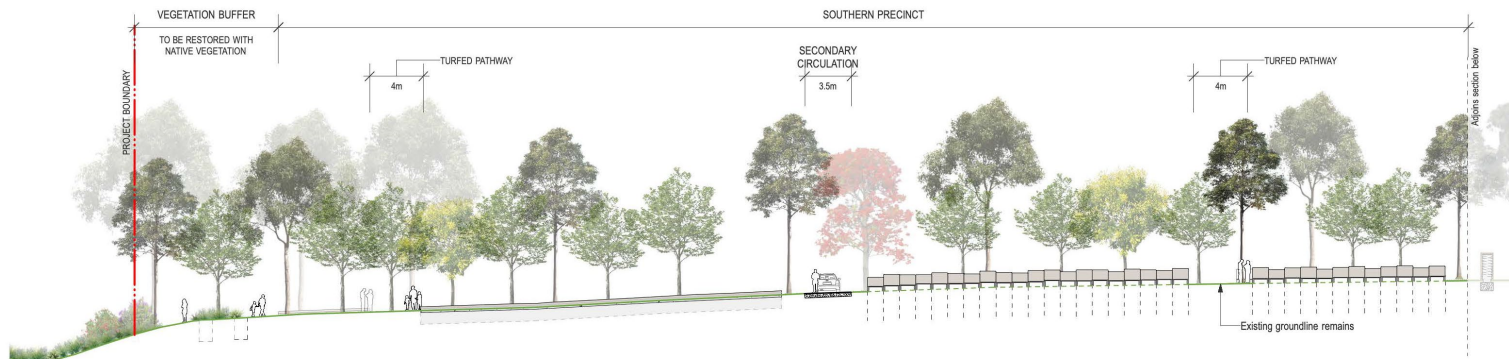 VEGETATION BUFFER
SOUTHERN PRECINCT
TO BE RESTORED WITH
NATIVE VEGETATION
PROJECT BOUNDARY
TURFED PATHWAY
4m
SECONDARY
CIRCULATION
3.5m
TURFED PATHWAY
4m
Adjoins section below
Existing groundline remains